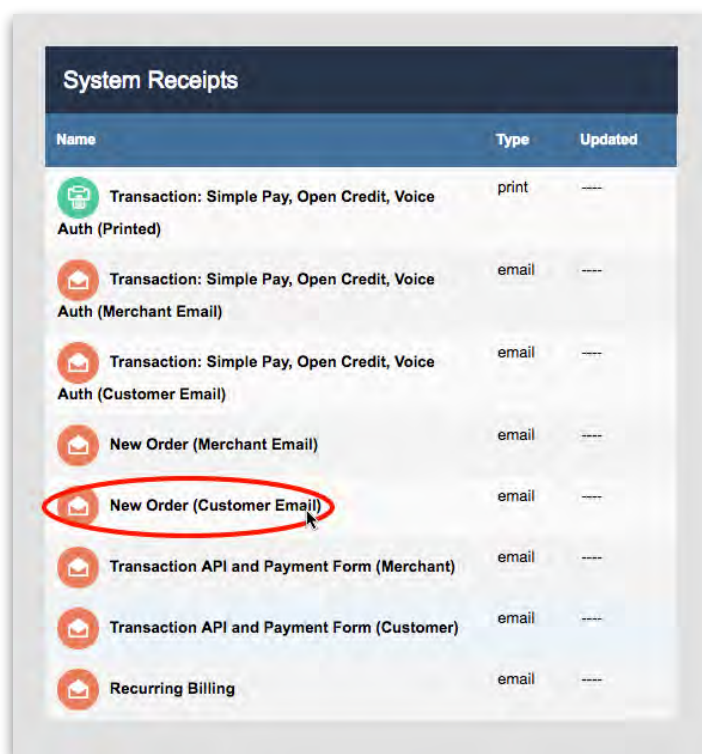 System Receipts
Name Type Updated
Transaction: Simple Pay, Open Credit, Voice print ----
Auth (Printed)
Transaction: Simple Pay, Open Credit, Voice email ----
Auth (Merchant Email)
Transaction: Simple Pay, Open Credit, Voice email ----
Auth (Customer Email)
New Order (Merchant Email) email ----
New Order (Customer Email) email ----
Transaction API and Payment Form (Merchant) email ----
Transaction API and Payment Form (Customer) email ----
Recurring Billing email ----